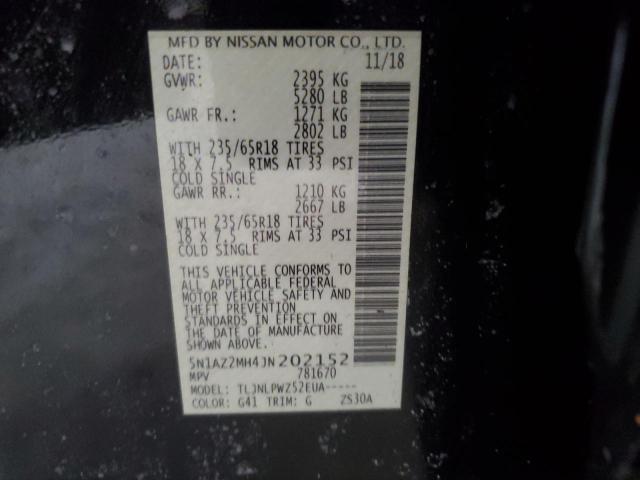 MFD BY NISSAN MOTOR CO., LTD.
DATE: 11/18
GVWR: 2395 KG
5280 LB
GAWR FR.: 1271 KG
2802 LB
WITH 235/65R18 TIRES
18 X 7.5 RIMS AT 33 PSI
COLD SINGLE
GAWR RR.: 1210 KG
2667 LB
WITH 235/65R18 TIRES
18 X 7.5 RIMS AT 33 PSI
COLD SINGLE
THIS VEHICLE CONFORMS TO
ALL APPLICABLE FEDERAL
MOTOR VEHICLE SAFETY AND
THEFT PREVENTION
STANDARDS IN EFFECT ON
THE DATE OF MANUFACTURE
SHOWN ABOVE.
5N1AZ2MH4JN202152
MPV 781670
MODEL: TLJNLPWZ52EUA-----
COLOR: G41 TRIM: G ZS30A